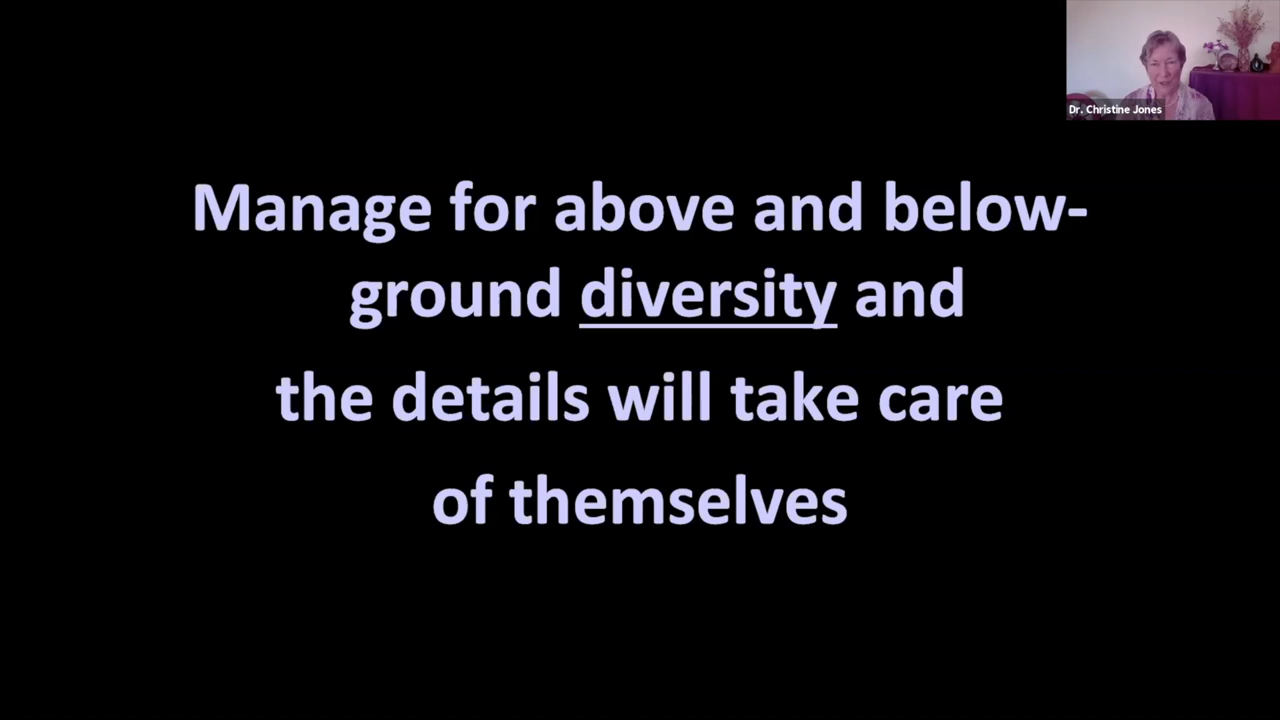 Dr. Christine Jones
Manage for above and below-
ground diversity and
the details will take care
of themselves